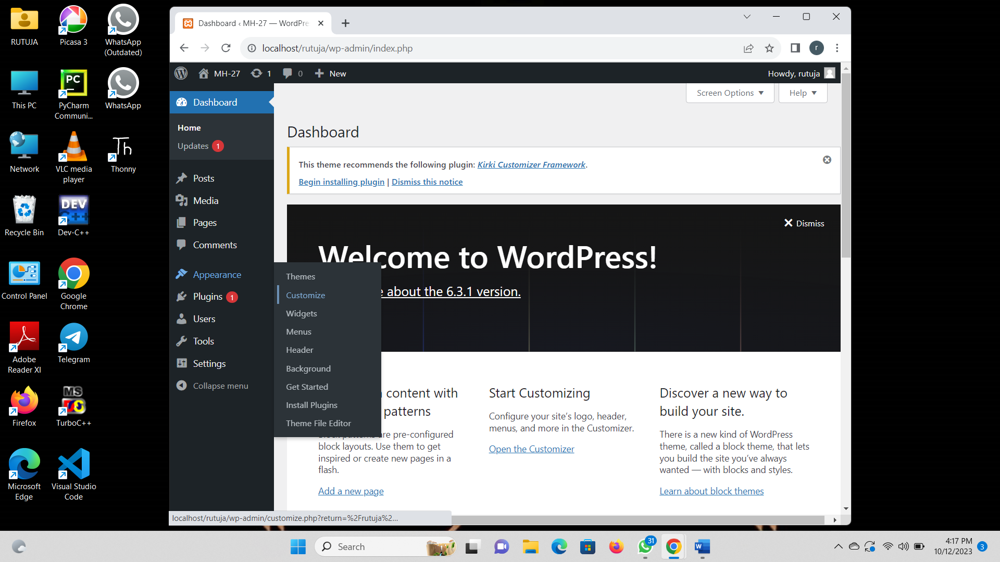 RUTUJA
Picasa 3
WhatsApp
(Outdated)
This PC
PC
PyCharm
Communi...
WhatsApp
Network
VLC media
player
Th
Thonny
Recycle Bin
DEV
C++
Dev-C++
Control Panel
Google
Chrome
Adobe
Reader XI
Telegram
Firefox
MS
TurboC++
Microsoft
Edge
Visual Studio
Code
Dashboard ‹ MH-27 — WordPre
localhost/rutuja/wp-admin/index.php
r
MH-27
1
0
New
Howdy, rutuja
Dashboard
Home
Updates 1
Posts
Media
Pages
Comments
Appearance
Plugins 1
Users
Tools
Settings
Collapse menu
Themes
Customize
Widgets
Menus
Header
Background
Get Started
Install Plugins
Theme File Editor
Screen Options
Help
Dashboard
This theme recommends the following plugin: Kirki Customizer Framework.
Begin installing plugin | Dismiss this notice
Dismiss
Welcome to WordPress!
about the 6.3.1 version.
content with
patterns
are pre-configured
block layouts. Use them to get
inspired or create new pages in a
flash.
Add a new page
Start Customizing
Configure your site’s logo, header,
menus, and more in the Customizer.
Open the Customizer
Discover a new way to
build your site.
There is a new kind of WordPress
theme, called a block theme, that lets
you build the site you’ve always
wanted — with blocks and styles.
Learn about block themes
localhost/rutuja/wp-admin/customize.php?return=%2Frutuja%2...
Search
31
W
4:17 PM
10/12/2023
3